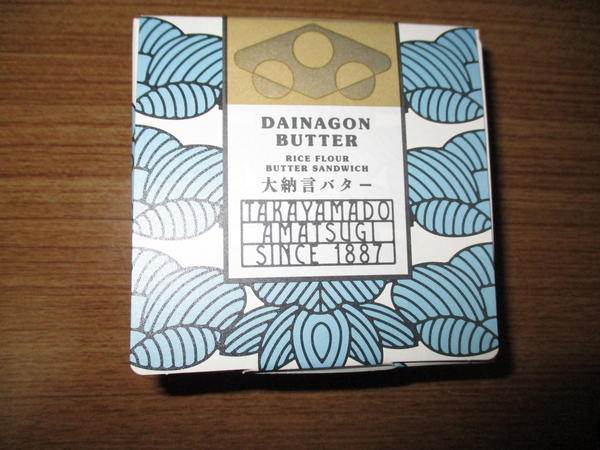 DAINAGON
BUTTER
RICE FLOUR
BUTTER SANDWICH
大納言バター
TAKAYAMADO
AMATSUGI
SINCE 1887